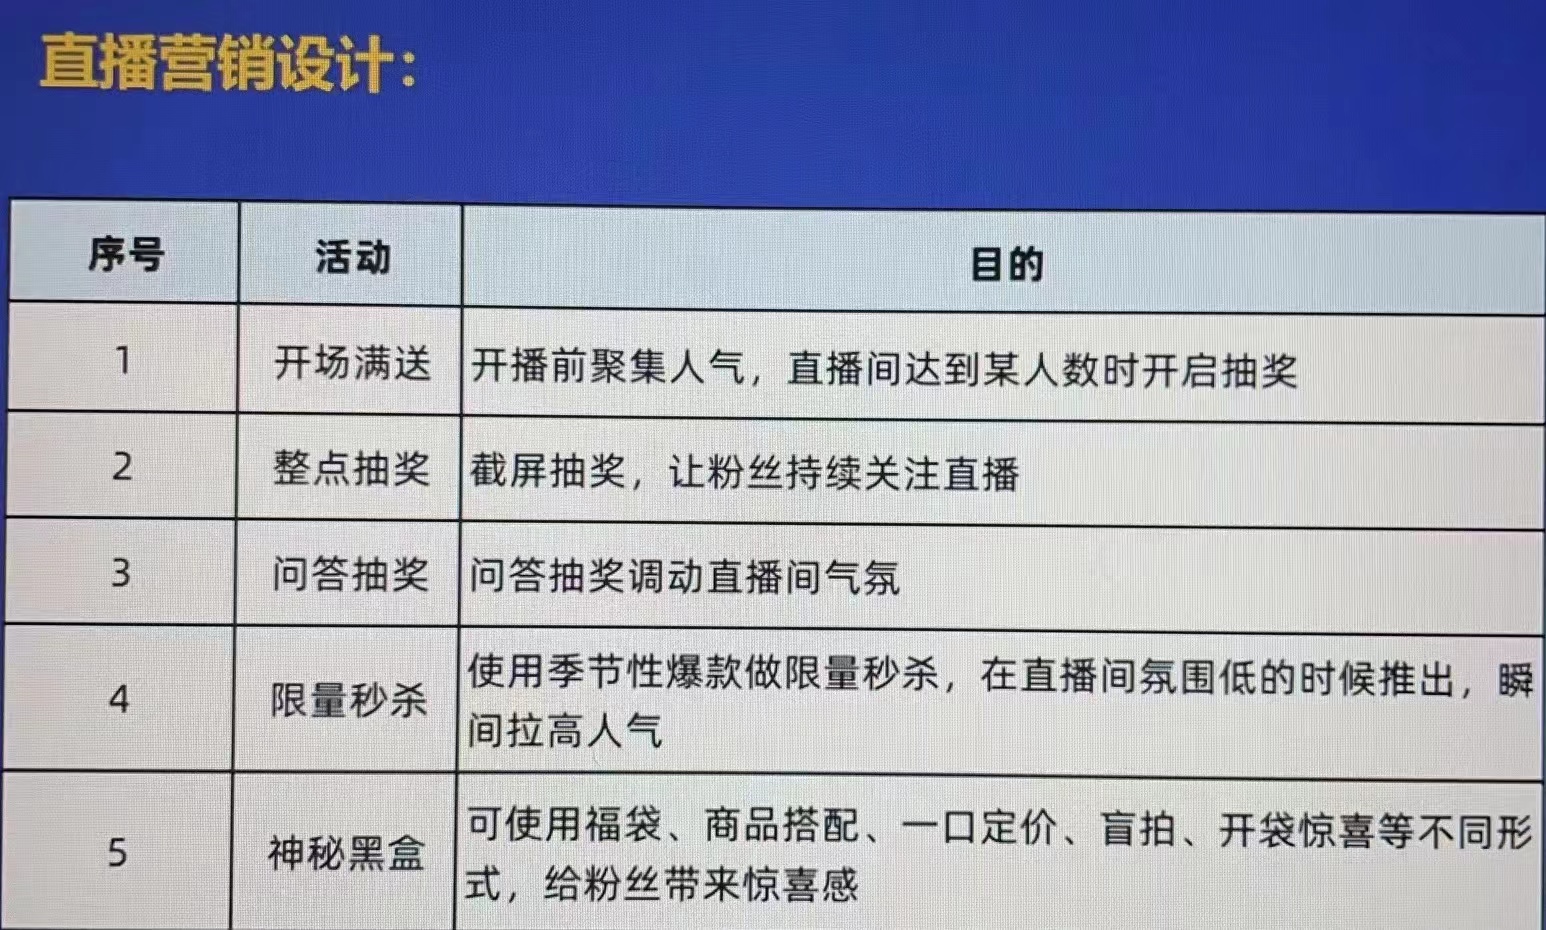 直播营销设计：
序号 活动 目的
1 开场满送 开播前聚集人气，直播间达到某人数时开启抽奖
2 整点抽奖 截屏抽奖，让粉丝持续关注直播
3 问答抽奖 问答抽奖调动直播间气氛
4 限量秒杀 使用季节性爆款做限量秒杀，在直播间氛围低的时候推出，瞬
间拉高人气
5 神秘黑盒 可使用福袋、商品搭配、一口定价、盲拍、开袋惊喜等不同形
式，给粉丝带来惊喜感